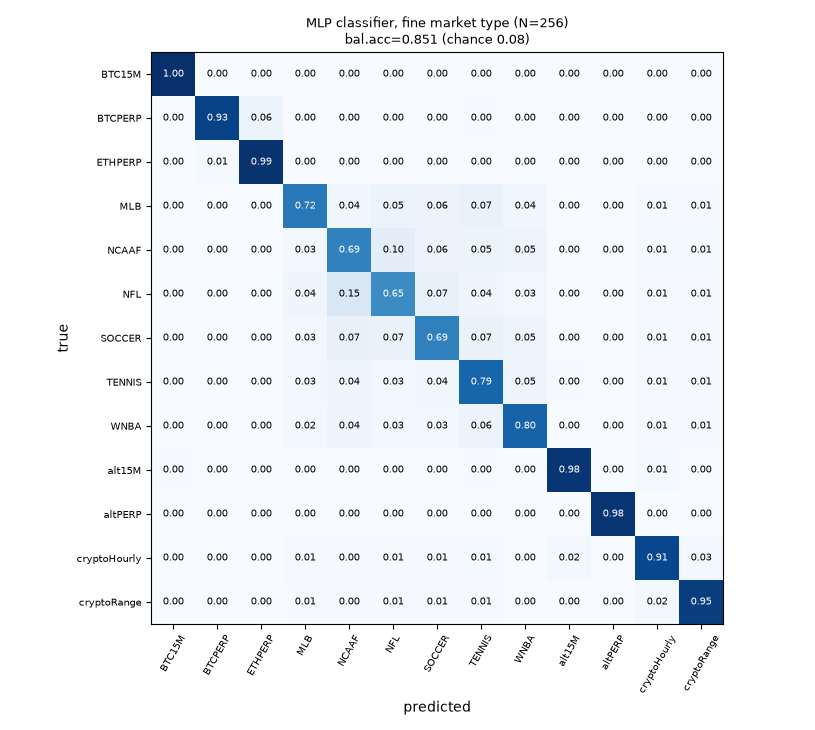 MLP classifier, fine market type (N=256)
bal.acc=0.851 (chance 0.08)
BTC15M 1.00 0.00 0.00 0.00 0.00 0.00 0.00 0.00 0.00 0.00 0.00 0.00 0.00
BTCPERP 0.00 0.93 0.06 0.00 0.00 0.00 0.00 0.00 0.00 0.00 0.00 0.00 0.00
ETHPERP 0.00 0.01 0.99 0.00 0.00 0.00 0.00 0.00 0.00 0.00 0.00 0.00 0.00
MLB 0.00 0.00 0.00 0.72 0.04 0.05 0.06 0.07 0.04 0.00 0.00 0.01 0.01
NCAAF 0.00 0.00 0.00 0.03 0.69 0.10 0.06 0.05 0.05 0.00 0.00 0.01 0.01
NFL 0.00 0.00 0.00 0.04 0.15 0.65 0.07 0.04 0.03 0.00 0.00 0.01 0.01
SOCCER 0.00 0.00 0.00 0.03 0.07 0.07 0.69 0.07 0.05 0.00 0.00 0.01 0.01
TENNIS 0.00 0.00 0.00 0.03 0.04 0.03 0.04 0.79 0.05 0.00 0.00 0.01 0.01
WNBA 0.00 0.00 0.00 0.02 0.04 0.03 0.03 0.06 0.80 0.00 0.00 0.01 0.01
alt15M 0.00 0.00 0.00 0.00 0.00 0.00 0.00 0.00 0.00 0.98 0.00 0.01 0.00
altPERP 0.00 0.00 0.00 0.00 0.00 0.00 0.00 0.00 0.00 0.00 0.98 0.00 0.00
cryptoHourly 0.00 0.00 0.00 0.01 0.00 0.01 0.01 0.01 0.00 0.02 0.00 0.91 0.03
cryptoRange 0.00 0.00 0.00 0.01 0.00 0.01 0.01 0.01 0.00 0.00 0.00 0.02 0.95
true
BTC15M BTCPERP ETHPERP MLB NCAAF NFL SOCCER TENNIS WNBA alt15M altPERP cryptoHourly cryptoRange
predicted